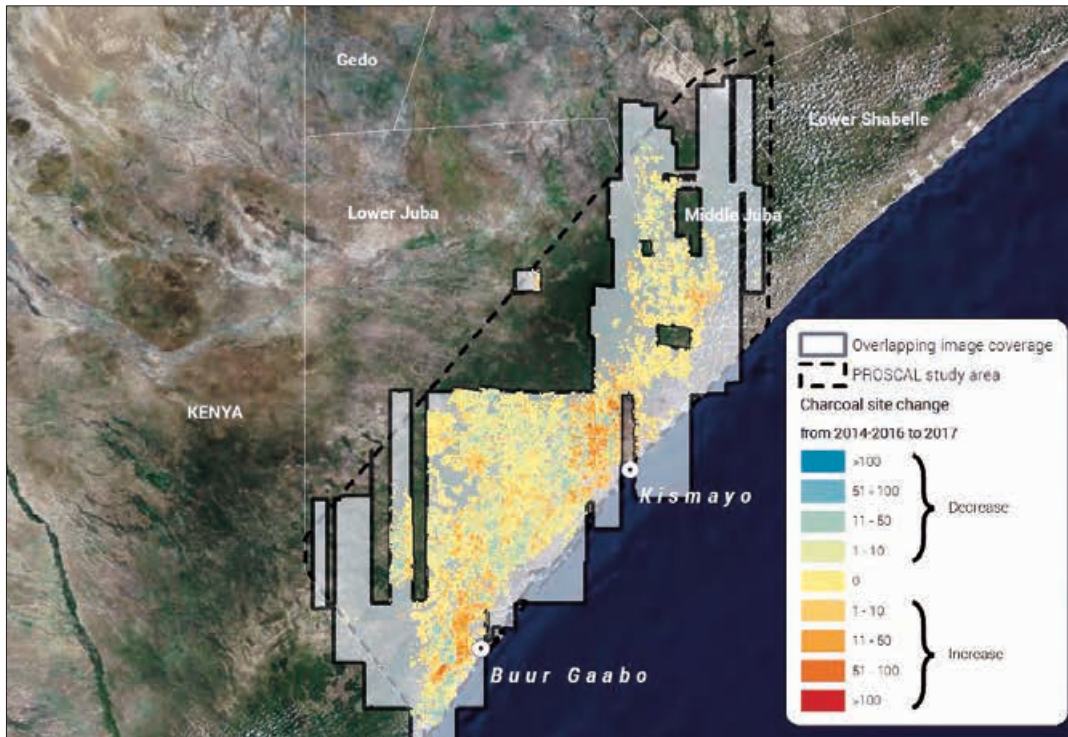 Gedo
Lower Shabelle
Lower Juba
Middle Juba
KENYA
Kismayo
Buur Gaabo
Overlapping image coverage
PROSCAL study area
Charcoal site change
from 2014-2016 to 2017
>100
51 - 100
11 - 50
1 - 10
Decrease
0
1 - 10
11 - 50
51 - 100
>100
Increase